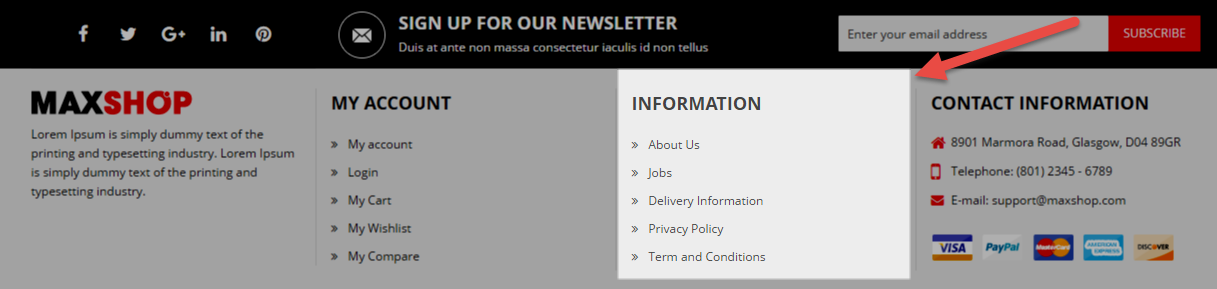 SIGN UP FOR OUR NEWSLETTER
Duis at ante non massa consectetur iaculis id non tellus
Enter your email address
SUBSCRIBE
MAXSHOP
Lorem Ipsum is simply dummy text of the
printing and typesetting industry. Lorem Ipsum
is simply dummy text of the printing and
typesetting industry.
MY ACCOUNT
» My account
» Login
» My Cart
» My Wishlist
» My Compare
INFORMATION
» About Us
» Jobs
» Delivery Information
» Privacy Policy
» Term and Conditions
CONTACT INFORMATION
8901 Marmora Road, Glasgow, D04 89GR
Telephone: (801) 2345 - 6789
E-mail: support@maxshop.com
VISA
PayPal
MasterCard
AMERICAN
EXPRESS
DISCOVER